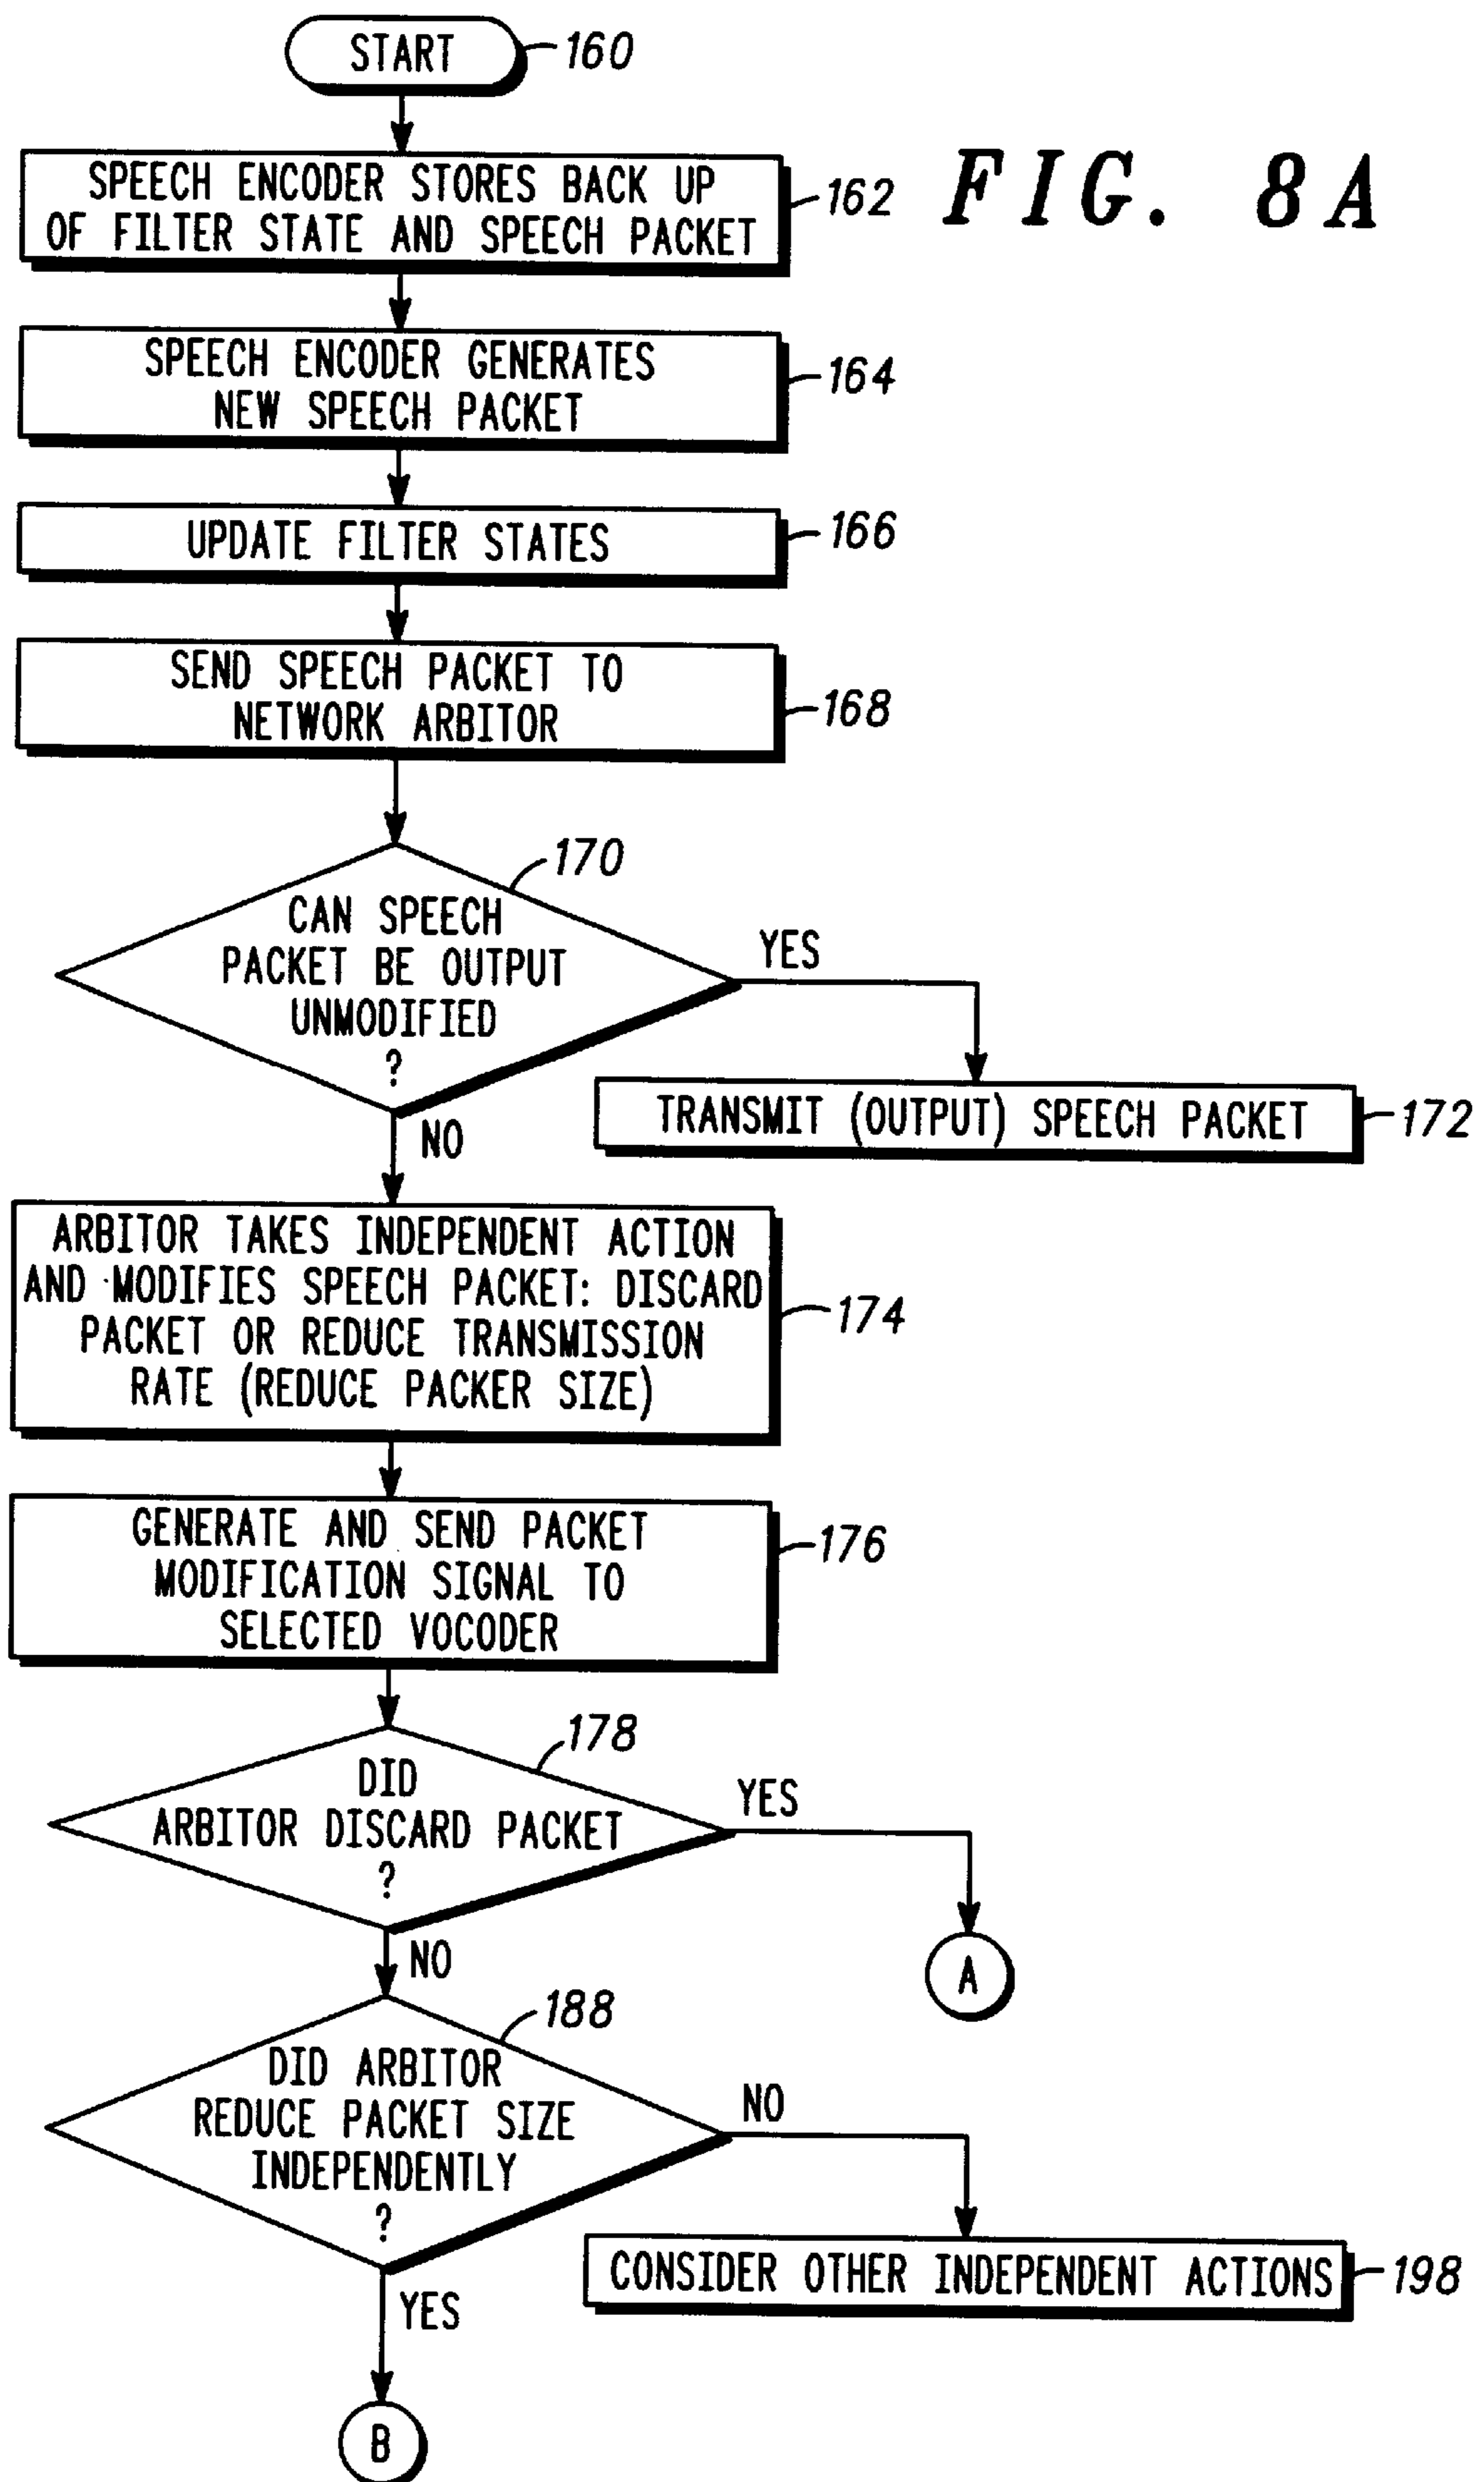 START
160
FIG. 8A
SPEECH ENCODER STORES BACK UP
OF FILTER STATE AND SPEECH PACKET
162
SPEECH ENCODER GENERATES
NEW SPEECH PACKET
164
UPDATE FILTER STATES
166
SEND SPEECH PACKET TO
NETWORK ARBITOR
168
170
CAN SPEECH
PACKET BE OUTPUT
UNMODIFIED
?
YES
NO
TRANSMIT (OUTPUT) SPEECH PACKET
172
ARBITOR TAKES INDEPENDENT ACTION
AND MODIFIES SPEECH PACKET: DISCARD
PACKET OR REDUCE TRANSMISSION
RATE (REDUCE PACKER SIZE)
174
GENERATE AND SEND PACKET
MODIFICATION SIGNAL TO
SELECTED VOCODER
176
178
DID
ARBITOR DISCARD PACKET
?
YES
A
NO
188
DID ARBITOR
REDUCE PACKET SIZE
INDEPENDENTLY
?
NO
CONSIDER OTHER INDEPENDENT ACTIONS
198
YES
B